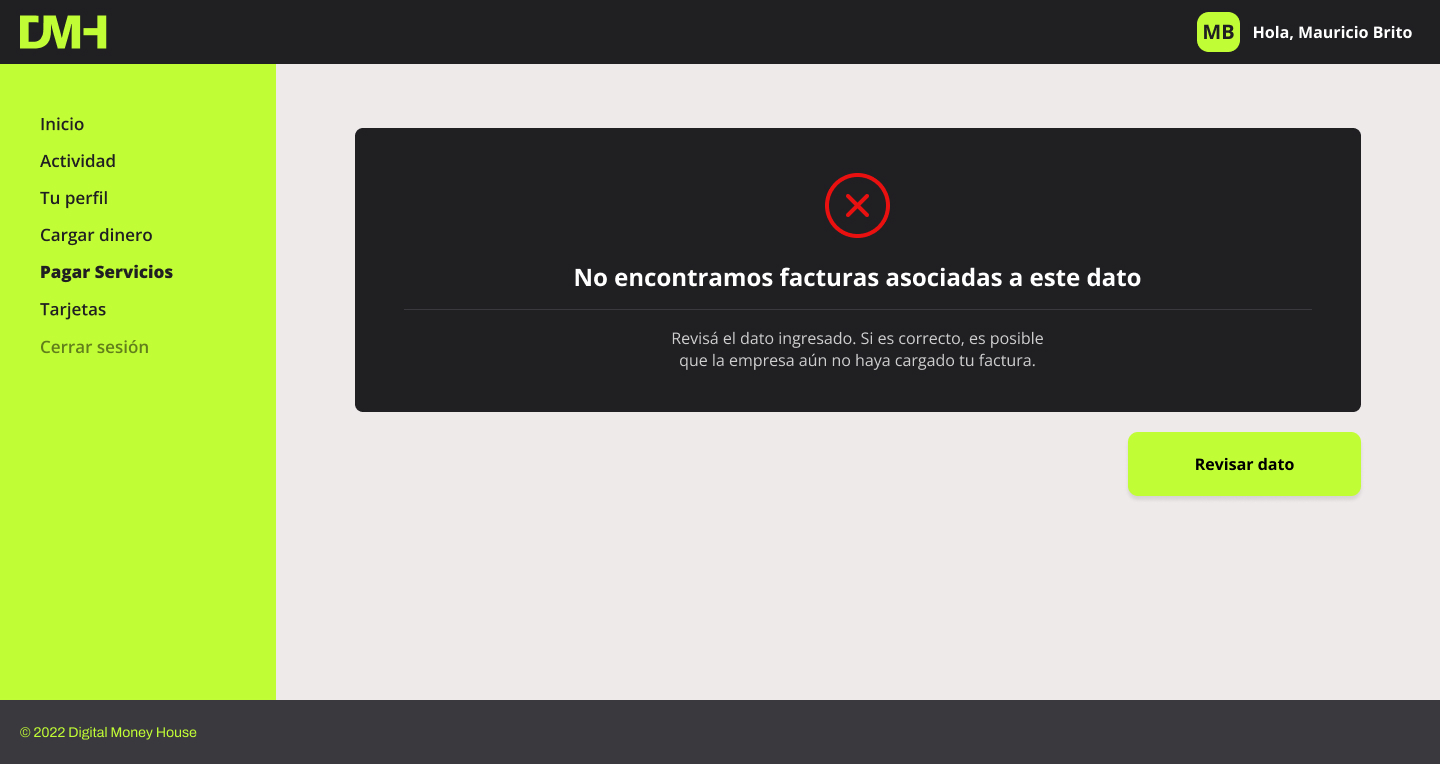 DMH
MB
Hola, Mauricio Brito
Inicio
Actividad
Tu perfil
Cargar dinero
Pagar Servicios
Tarjetas
Cerrar sesión
No encontramos facturas asociadas a este dato
Revisá el dato ingresado. Si es correcto, es posible
que la empresa aún no haya cargado tu factura.
Revisar dato
© 2022 Digital Money House